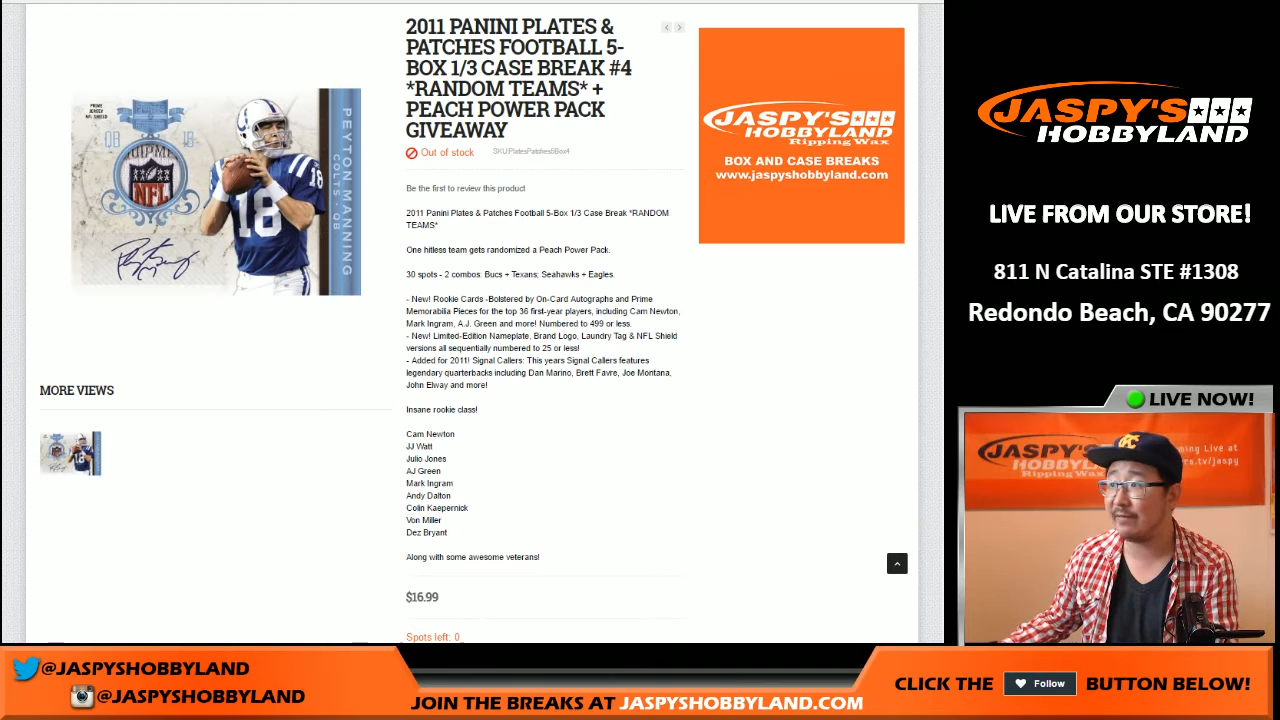 2011 PANINI PLATES &
PATCHES FOOTBALL 5-
BOX 1/3 CASE BREAK #4
*RANDOM TEAMS* +
PEACH POWER PACK
GIVEAWAY
Out of stock
SKU:PlatesPatches5Box4
Be the first to review this product
2011 Panini Plates & Patches Football 5-Box 1/3 Case Break *RANDOM
TEAMS*
One hitless team gets randomized a Peach Power Pack.
30 spots - 2 combos: Bucs + Texans; Seahawks + Eagles.
- New! Rookie Cards -Bolstered by On-Card Autographs and Prime
Memorabilia Pieces for the top 36 first-year players, including Cam Newton,
Mark Ingram, A.J. Green and more! Numbered to 499 or less.
- New! Limited-Edition Nameplate, Brand Logo, Laundry Tag & NFL Shield
versions all sequentially numbered to 25 or less!
- Added for 2011! Signal Callers: This years Signal Callers features
legendary quarterbacks including Dan Marino, Brett Favre, Joe Montana,
John Elway and more!
Insane rookie class!
Cam Newton
JJ Watt
Julio Jones
AJ Green
Mark Ingram
Andy Dalton
Colin Kaepernick
Von Miller
Dez Bryant
Along with some awesome veterans!
$16.99
Spots left: 0
PRIME
JERSEY
NFL SHIELD
NFL
18
PEYTON MANNING
COLTS · QB
MORE VIEWS
JASPY'S
HOBBYLAND
Ripping Wax
BOX AND CASE BREAKS
www.jaspyshobbyland.com
JASPY'S
HOBBYLAND
LIVE FROM OUR STORE!
811 N Catalina STE #1308
Redondo Beach, CA 90277
LIVE NOW!
JASPY'S
Ripping Wax
@JASPYSHOBBYLAND
@JASPYSHOBBYLAND
JOIN THE BREAKS AT JASPYSHOBBYLAND.COM
CLICK THE Follow BUTTON BELOW!